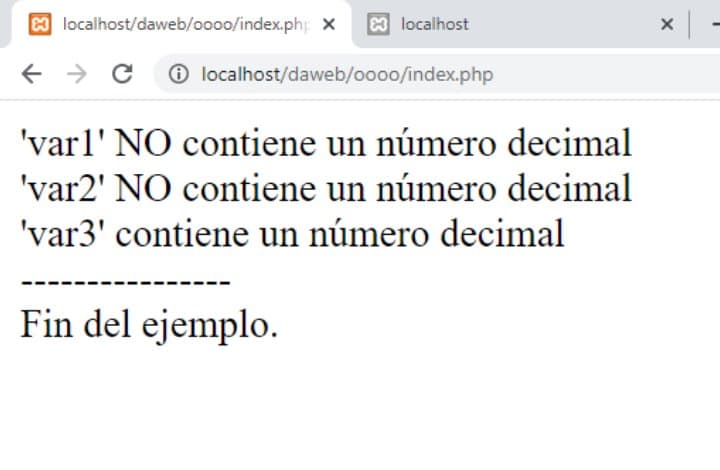 localhost/daweb/oooo/index.php
localhost
localhost/daweb/oooo/index.php
'var1' NO contiene un número decimal
'var2' NO contiene un número decimal
'var3' contiene un número decimal
----------------
Fin del ejemplo.